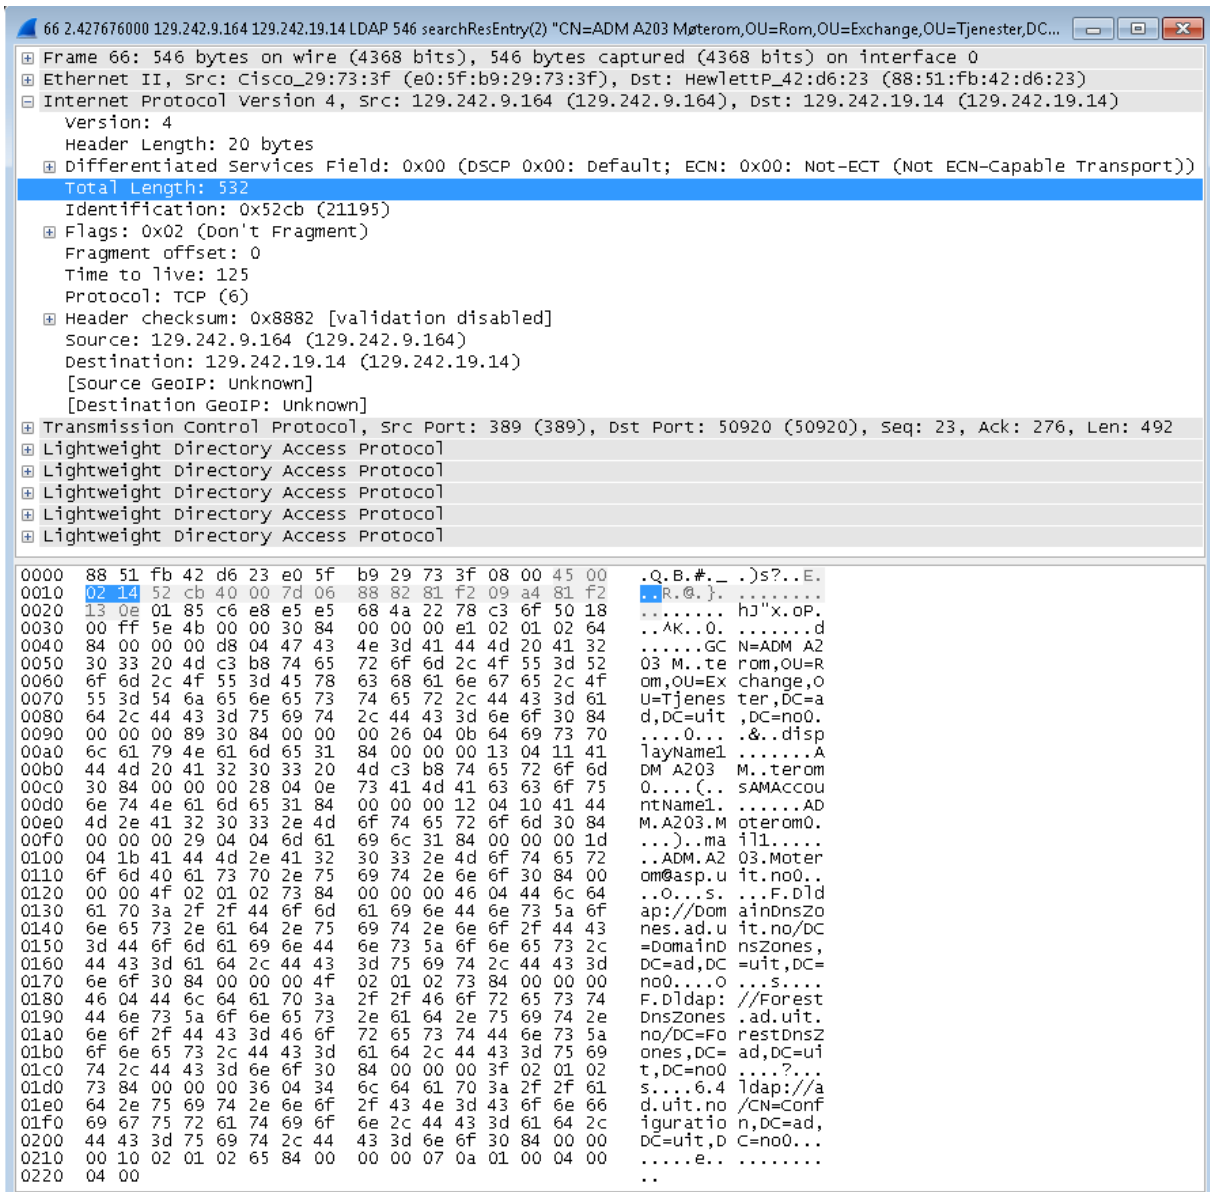 66 2.427676000 129.242.9.164 129.242.19.14 LDAP 546 searchResEntry(2) "CN=ADM A203 Møterom,OU=Rom,OU=Exchange,OU=Tjenester,DC...
Frame 66: 546 bytes on wire (4368 bits), 546 bytes captured (4368 bits) on interface 0
Ethernet II, Src: Cisco_29:73:3f (e0:5f:b9:29:73:3f), Dst: HewlettP_42:d6:23 (88:51:fb:42:d6:23)
Internet Protocol Version 4, Src: 129.242.9.164 (129.242.9.164), Dst: 129.242.19.14 (129.242.19.14)
Version: 4
Header Length: 20 bytes
Differentiated Services Field: 0x00 (DSCP 0x00: Default; ECN: 0x00: Not-ECT (Not ECN-Capable Transport))
Total Length: 532
Identification: 0x52cb (21195)
Flags: 0x02 (Don't Fragment)
Fragment offset: 0
Time to live: 125
Protocol: TCP (6)
Header checksum: 0x8882 [validation disabled]
Source: 129.242.9.164 (129.242.9.164)
Destination: 129.242.19.14 (129.242.19.14)
[Source GeoIP: Unknown]
[Destination GeoIP: Unknown]
Transmission Control Protocol, Src Port: 389 (389), Dst Port: 50920 (50920), Seq: 23, Ack: 276, Len: 492
Lightweight Directory Access Protocol
Lightweight Directory Access Protocol
Lightweight Directory Access Protocol
Lightweight Directory Access Protocol
Lightweight Directory Access Protocol
0000 88 51 fb 42 d6 23 e0 5f b9 29 73 3f 08 00 45 00 .Q.B.#._ .)s?..E.
0010 02 14 52 cb 40 00 7d 06 88 82 81 f2 09 a4 81 f2 ..R.@.}. ........
0020 13 0e 01 85 c6 e8 e5 e5 68 4a 22 78 c3 6f 50 18 ........ hJ"x.oP.
0030 00 ff 5e 4b 00 00 30 84 00 00 00 e1 02 01 02 64 ..^K..0. .......d
0040 84 00 00 00 d8 04 47 43 4e 3d 41 44 4d 20 41 32 ......GC N=ADM A2
0050 30 33 20 4d c3 b8 74 65 72 6f 6d 2c 4f 55 3d 52 03 M..te rom,OU=R
0060 6f 6d 2c 4f 55 3d 45 78 63 68 61 6e 67 65 2c 4f om,OU=Ex change,O
0070 55 3d 54 6a 65 6e 65 73 74 65 72 2c 44 43 3d 61 U=Tjenes ter,DC=a
0080 64 2c 44 43 3d 75 69 74 2c 44 43 3d 6e 6f 30 84 d,DC=uit ,DC=no0.
0090 00 00 00 89 30 84 00 00 00 26 04 0b 64 69 73 70 ....0... .&..disp
00a0 6c 61 79 4e 61 6d 65 31 84 00 00 00 13 04 11 41 layName1 .......A
00b0 44 4d 20 41 32 30 33 20 4d c3 b8 74 65 72 6f 6d DM A203 M..terom
00c0 30 84 00 00 00 28 04 0e 73 41 4d 41 63 63 6f 75 0....(.. sAMAccou
00d0 6e 74 4e 61 6d 65 31 84 00 00 00 12 04 10 41 44 ntName1. ......AD
00e0 4d 2e 41 32 30 33 2e 4d 6f 74 65 72 6f 6d 30 84 M.A203.M oterom0.
00f0 00 00 00 29 04 04 6d 61 69 6c 31 84 00 00 00 1d ...)..ma il1.....
0100 04 1b 41 44 4d 2e 41 32 30 33 2e 4d 6f 74 65 72 ..ADM.A2 03.Moter
0110 6f 6d 40 61 73 70 2e 75 69 74 2e 6e 6f 30 84 00 om@asp.u it.no0..
0120 00 00 4f 02 01 02 73 84 00 00 00 46 04 44 6c 64 ..O...s. ...F.Dld
0130 61 70 3a 2f 2f 44 6f 6d 61 69 6e 44 6e 73 5a 6f ap://Dom ainDnsZo
0140 6e 65 73 2e 61 64 2e 75 69 74 2e 6e 6f 2f 44 43 nes.ad.u it.no/DC
0150 3d 44 6f 6d 61 69 6e 44 6e 73 5a 6f 6e 65 73 2c =DomainD nsZones,
0160 44 43 3d 61 64 2c 44 43 3d 75 69 74 2c 44 43 3d DC=ad,DC =uit,DC=
0170 6e 6f 30 84 00 00 00 4f 02 01 02 73 84 00 00 00 no0....O ...s....
0180 46 04 44 6c 64 61 70 3a 2f 2f 46 6f 72 65 73 74 F.Dldap: //Forest
0190 44 6e 73 5a 6f 6e 65 73 2e 61 64 2e 75 69 74 2e DnsZones .ad.uit.
01a0 6e 6f 2f 44 43 3d 46 6f 72 65 73 74 44 6e 73 5a no/DC=Fo restDnsZ
01b0 6f 6e 65 73 2c 44 43 3d 61 64 2c 44 43 3d 75 69 ones,DC= ad,DC=ui
01c0 74 2c 44 43 3d 6e 6f 30 84 00 00 00 3f 02 01 02 t,DC=no0 ....?...
01d0 73 84 00 00 00 36 04 34 6c 64 61 70 3a 2f 2f 61 s....6.4 ldap://a
01e0 64 2e 75 69 74 2e 6e 6f 2f 43 4e 3d 43 6f 6e 66 d.uit.no /CN=Conf
01f0 69 67 75 72 61 74 69 6f 6e 2c 44 43 3d 61 64 2c iguratio n,DC=ad,
0200 44 43 3d 75 69 74 2c 44 43 3d 6e 6f 30 84 00 00 DC=uit,D C=no0...
0210 00 10 02 01 02 65 84 00 00 00 07 0a 01 00 04 00 .....e.. ........
0220 04 00 ..